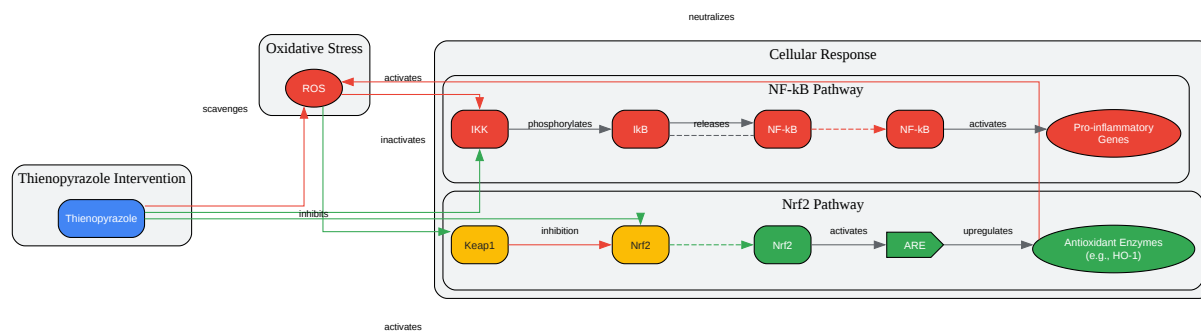 neutralizes
Oxidative Stress
Cellular Response
ROS
activates
NF-kB Pathway
scavenges
IKK
phosphorylates
IkB
releases
NF-kB
NF-kB
activates
Pro-inflammatory
Genes
inactivates
Thienopyrazole Intervention
Thienopyrazole
inhibits
Nrf2 Pathway
Keap1
inhibition
Nrf2
Nrf2
activates
ARE
upregulates
Antioxidant Enzymes
(e.g., HO-1)
activates